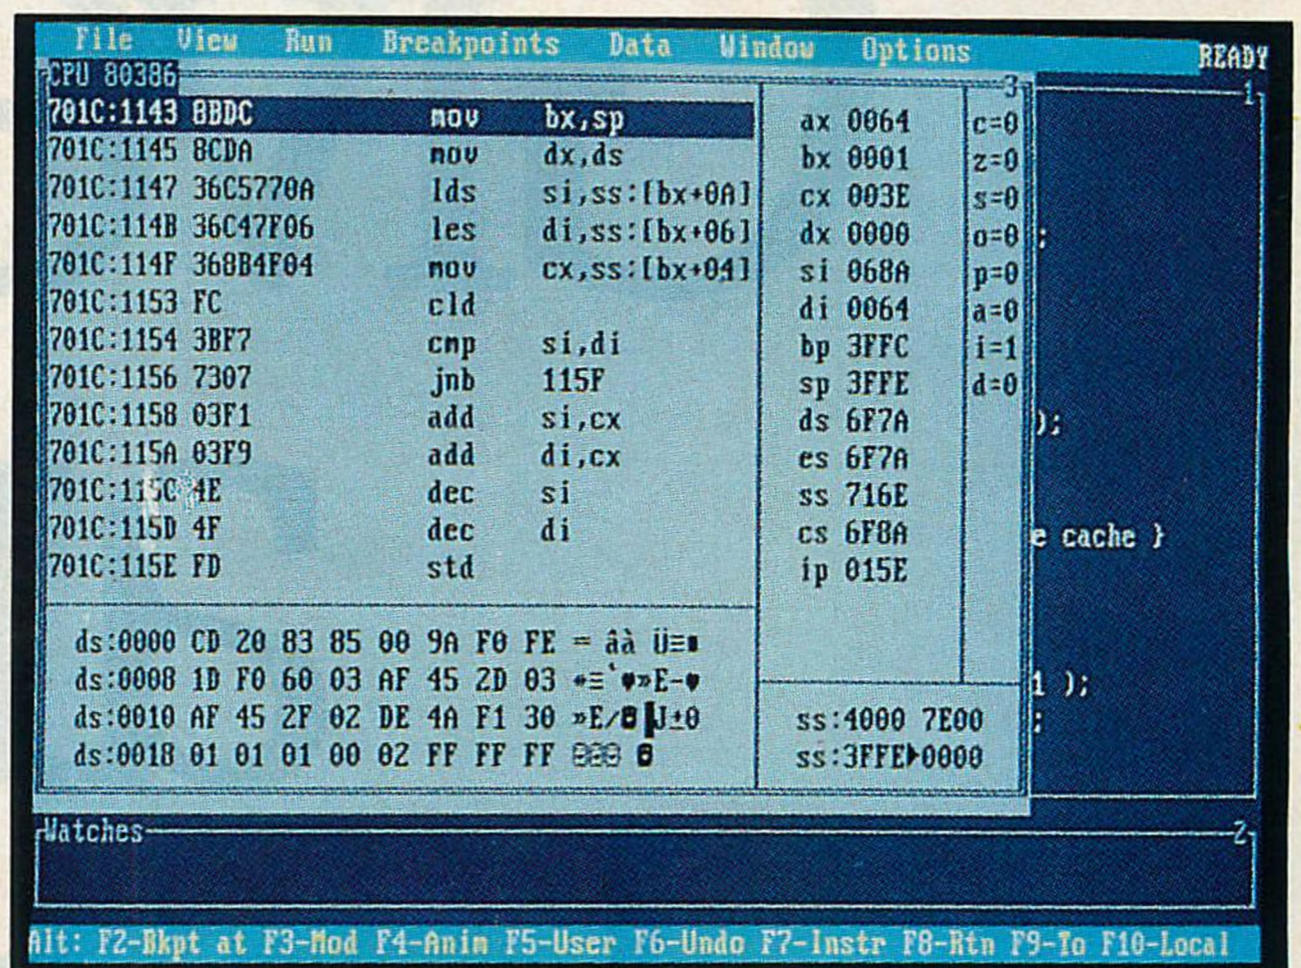 File View Run Breakpoints Data Window Options READY
CPU 80386 3 1
701C:1143 8BDC mov bx,sp
701C:1145 8CDA mov dx,ds
701C:1147 36C5770A lds si,ss:[bx+0A]
701C:114B 36C47F06 les di,ss:[bx+06]
701C:114F 368B4F04 mov cx,ss:[bx+04]
701C:1153 FC cld
701C:1154 3BF7 cmp si,di
701C:1156 7307 jnb 115F
701C:1158 03F1 add si,cx
701C:115A 03F9 add di,cx
701C:115C 4E dec si
701C:115D 4F dec di
701C:115E FD std
ax 0064 c=0
bx 0001 z=0
cx 003E s=0
dx 0000 o=0 ;
si 068A p=0
di 0064 a=0
bp 3FFC i=1
sp 3FFE d=0
ds 6F7A );
es 6F7A
ss 716E
cs 6F8A e cache }
ip 015E
ds:0000 CD 20 83 85 00 9A F0 FE = âà Ü≡■
ds:0008 1D F0 60 03 AF 45 2D 03 ↔≡`♥»E-♥
ds:0010 AF 45 2F 02 DE 4A F1 30 »E/☻▐J±0
ds:0018 01 01 01 00 02 FF FF FF ☺☺☺ ☻
1 );
ss:4000 7E00 ;
ss:3FFE▶0000
Watches 2
Alt: F2-Bkpt at F3-Mod F4-Anim F5-User F6-Undo F7-Instr F8-Rtn F9-To F10-Local